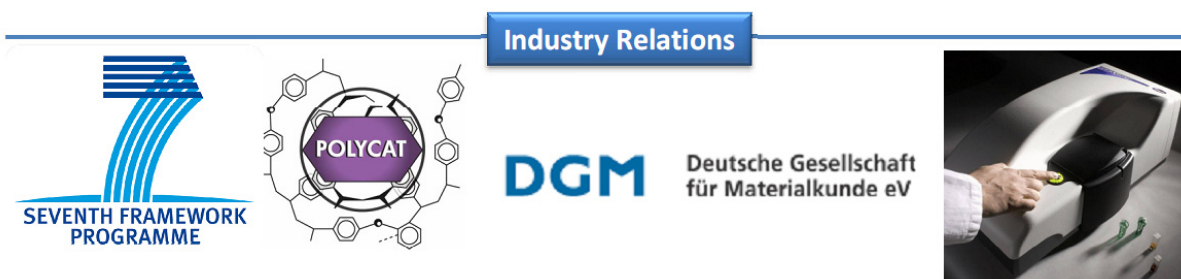 Industry Relations
SEVENTH FRAMEWORK
PROGRAMME
POLYCAT
DGM
Deutsche Gesellschaft
für Materialkunde eV